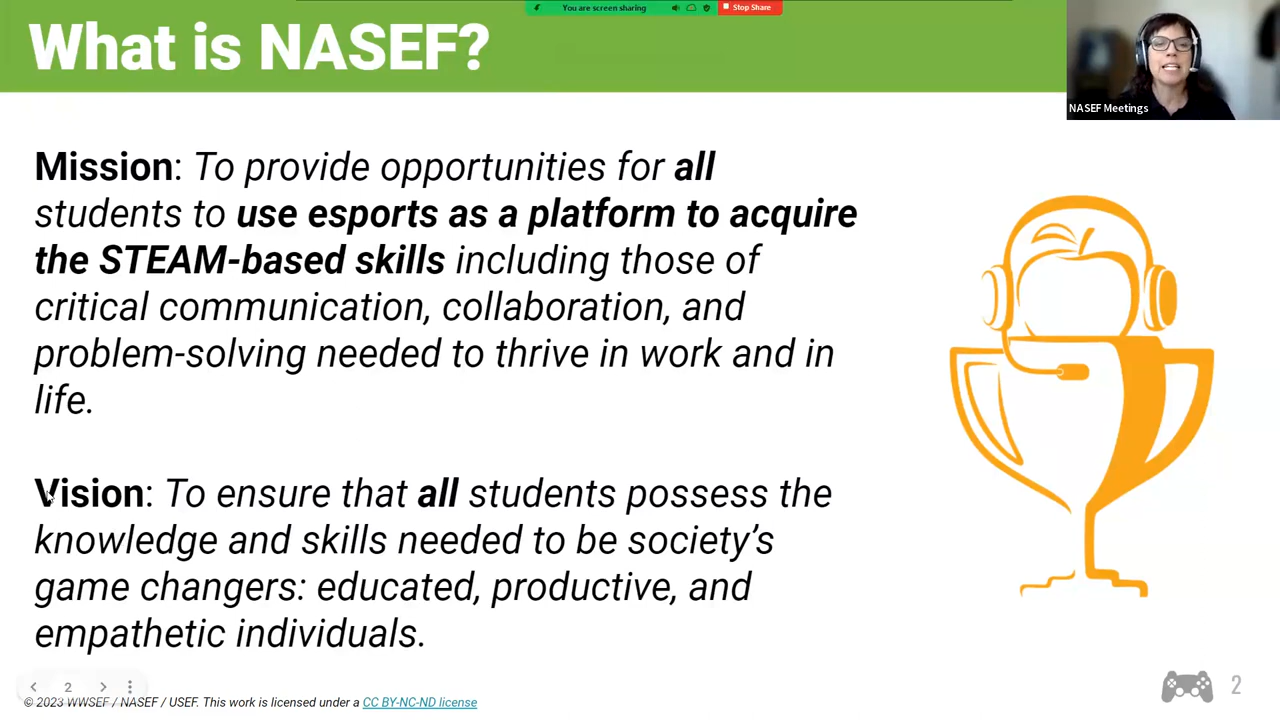 What is NASEF?
You are screen sharing
Stop Share
NASEF Meetings
Mission: To provide opportunities for all
students to use esports as a platform to acquire
the STEAM-based skills including those of
critical communication, collaboration, and
problem-solving needed to thrive in work and in
life.
Vision: To ensure that all students possess the
knowledge and skills needed to be society’s
game changers: educated, productive, and
empathetic individuals.
2
© 2023 WWSEF / NASEF / USEF. This work is licensed under a CC BY-NC-ND license
2